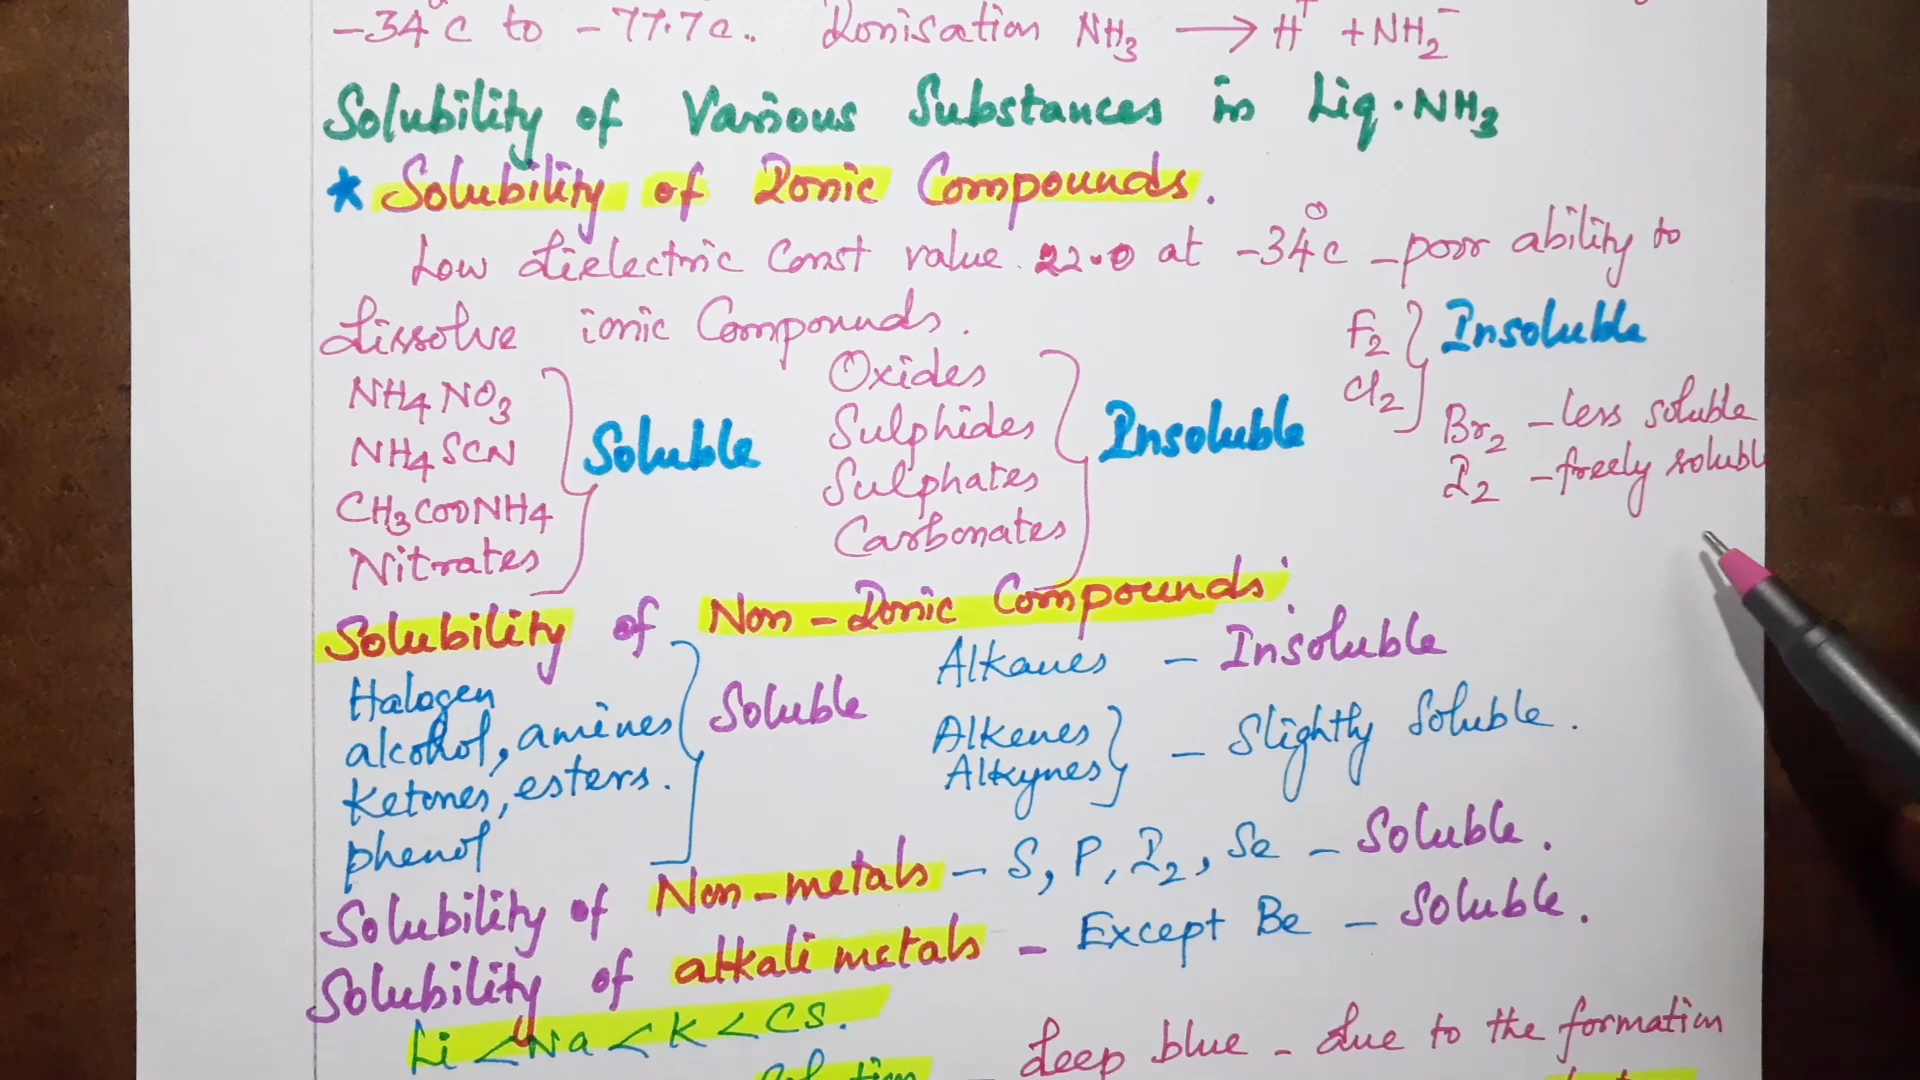 -34°C to -77.7c.. Ionisation NH₃ → H⁺ + NH₂⁻
Solubility of Various Substances in Liq. NH₃
* Solubility of Ionic Compounds.
Low dielectric const value 22.0 at -34°C - poor ability to
dissolve ionic Compounds.
NH₄NO₃
NH₄SCN
CH₃COONH₄
Nitrates
Soluble
Oxides
Sulphides
Sulphates
Carbonates
Insoluble
F₂
Cl₂
Insoluble
Br₂ - less soluble
I₂ - freely solubl
Solubility of Non-Ionic Compounds.
Halogen
alcohol, amines
Ketones, esters.
phenol
Soluble
Alkanes - Insoluble
Alkenes
Alkynes
- Slightly Soluble.
Solubility of Non-metals - S, P, I₂, Se - Soluble.
Solubility of alkali metals - Except Be - Soluble.
Li < Na < K < Cs.
deep blue - due to the formation